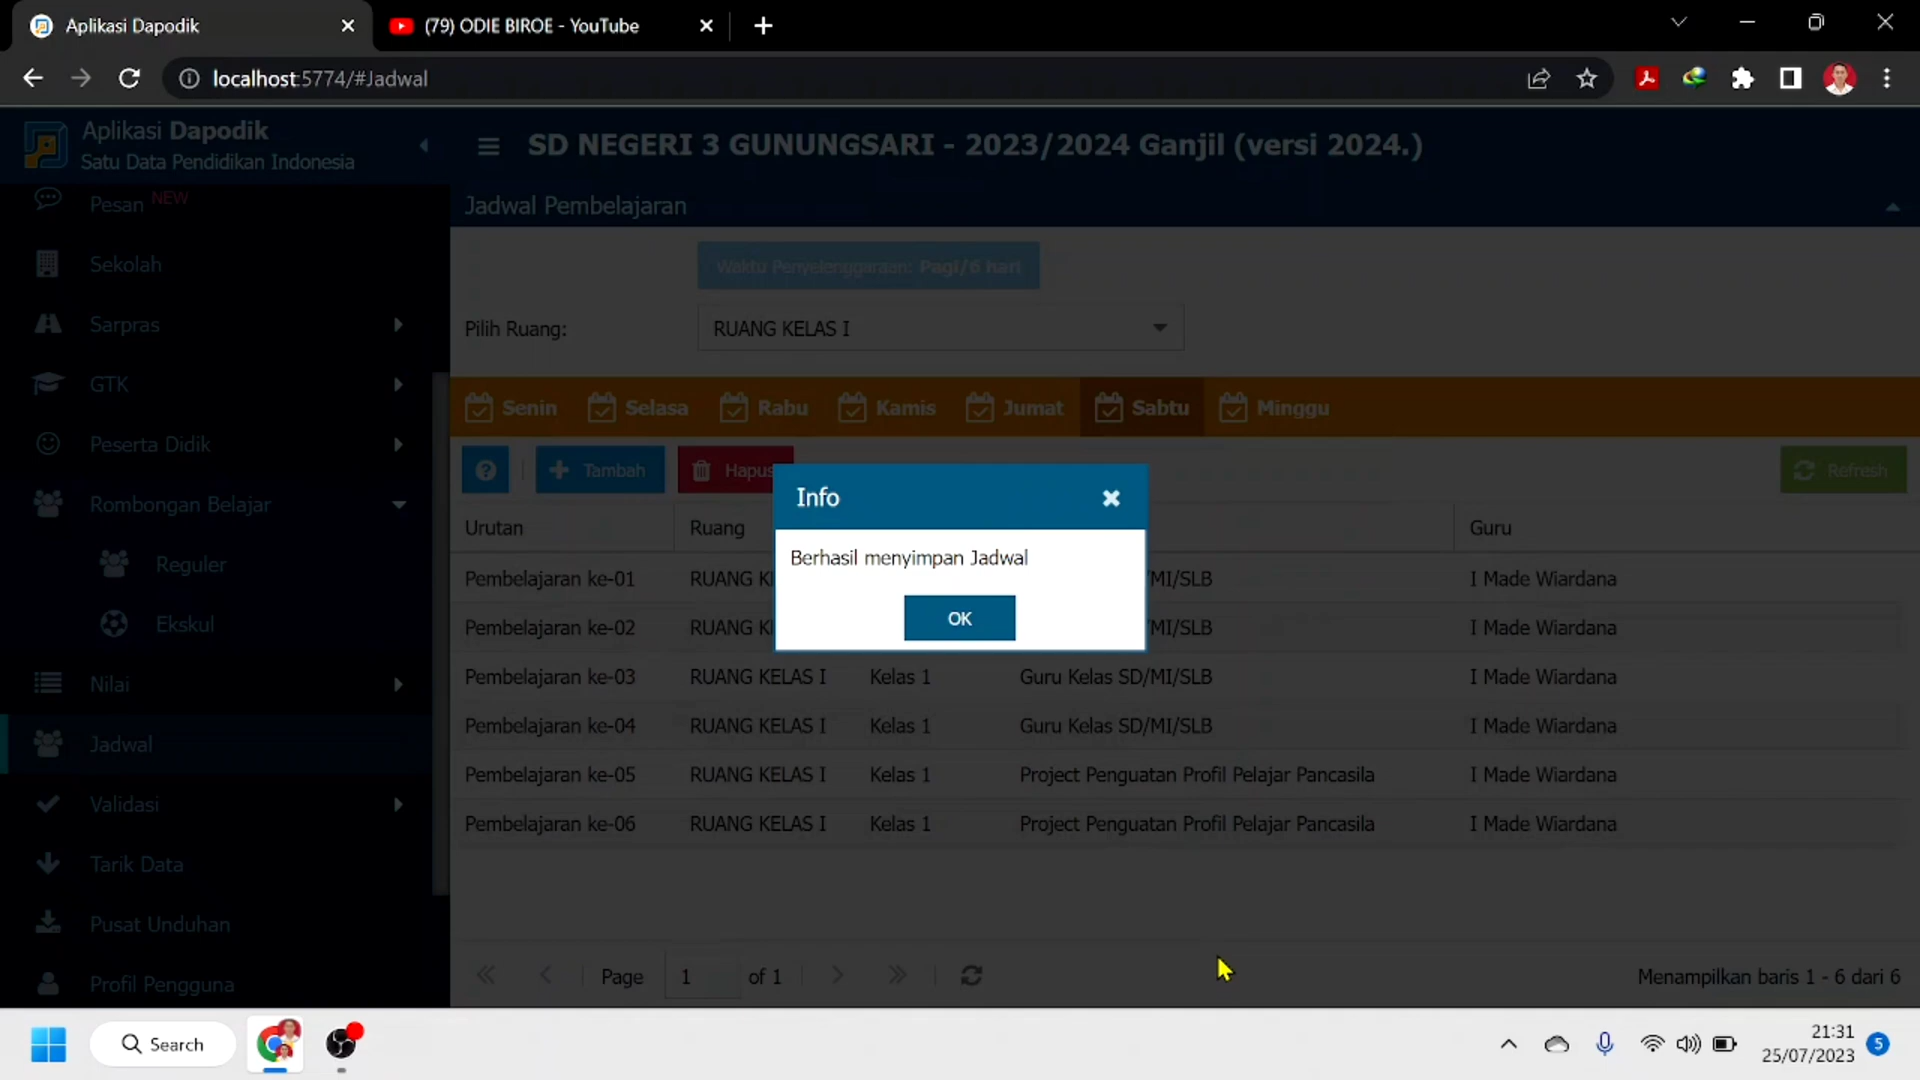 Aplikasi Dapodik
(79) ODIE BIROE - YouTube
localhost:5774/#Jadwal
Aplikasi Dapodik
Satu Data Pendidikan Indonesia
SD NEGERI 3 GUNUNGSARI - 2023/2024 Ganjil (versi 2024.)
Pesan NEW
Sekolah
Sarpras
GTK
Peserta Didik
Rombongan Belajar
Reguler
Ekskul
Nilai
Jadwal
Validasi
Tarik Data
Pusat Unduhan
Profil Pengguna
Jadwal Pembelajaran
Waktu Penyelenggaraan: Pagi/6 hari
Pilih Ruang: RUANG KELAS I
Senin Selasa Rabu Kamis Jumat Sabtu Minggu
Tambah Hapus Refresh
Urutan Ruang Guru
Pembelajaran ke-01 RUANG KE /MI/SLB I Made Wiardana
Pembelajaran ke-02 RUANG KE /MI/SLB I Made Wiardana
Pembelajaran ke-03 RUANG KELAS I Kelas 1 Guru Kelas SD/MI/SLB I Made Wiardana
Pembelajaran ke-04 RUANG KELAS I Kelas 1 Guru Kelas SD/MI/SLB I Made Wiardana
Pembelajaran ke-05 RUANG KELAS I Kelas 1 Project Penguatan Profil Pelajar Pancasila I Made Wiardana
Pembelajaran ke-06 RUANG KELAS I Kelas 1 Project Penguatan Profil Pelajar Pancasila I Made Wiardana
Info
Berhasil menyimpan Jadwal
OK
Page 1 of 1
Menampilkan baris 1 - 6 dari 6
Search
21:31
25/07/2023
5